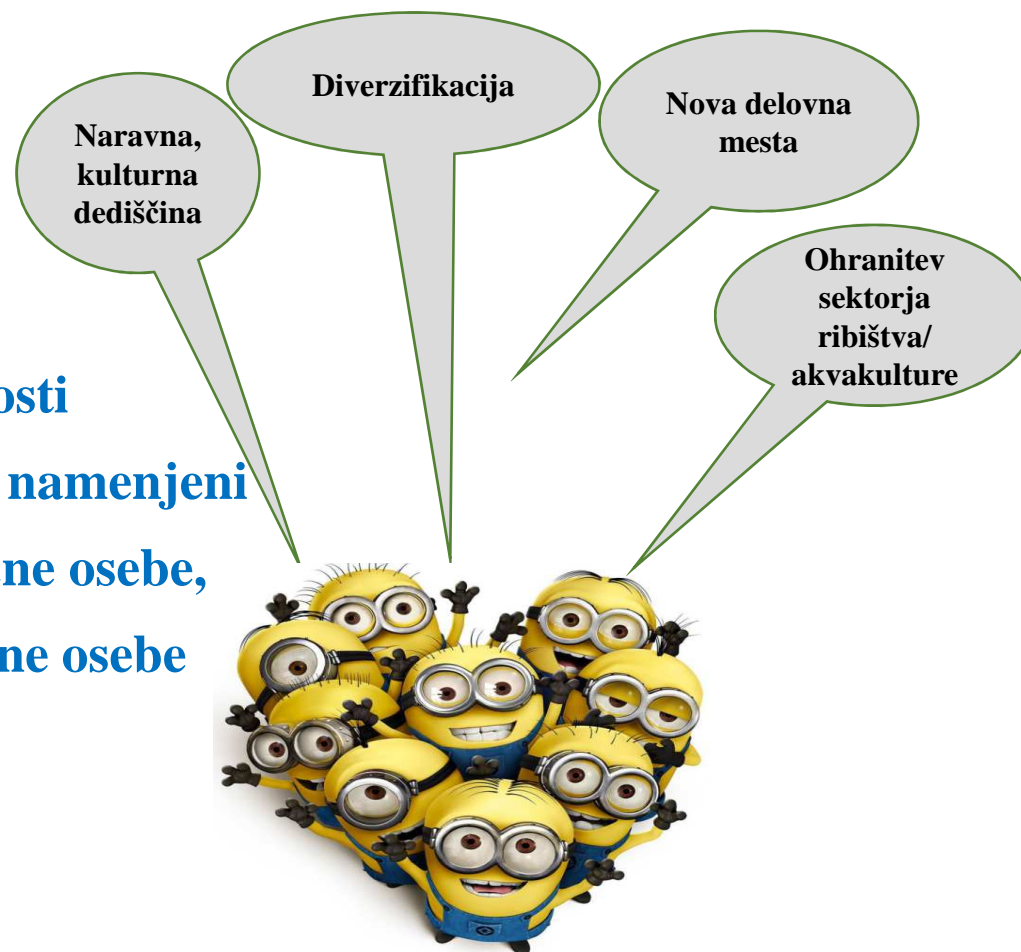 Naravna,
kulturna
dediščina
Diverzifikacija
Nova delovna
mesta
Ohranitev
sektorja
ribištva/
akvakulture
osti
namenjeni
ne osebe,
ne osebe